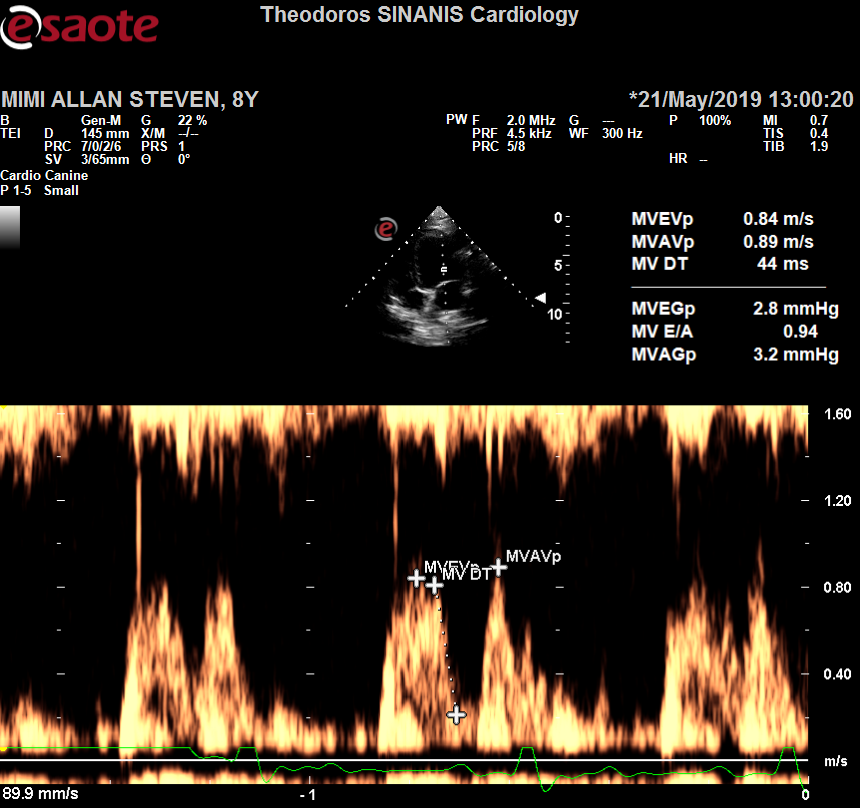 Theodoros SINANIS Cardiology
esaote
MIMI ALLAN STEVEN, 8Y *21/May/2019 13:00:20
B Gen-M G 22 % PW F 2.0 MHz G --- P 100% MI 0.7
TEI D 145 mm X/M --/-- PRF 4.5 kHz WF 300 Hz TIS 0.4
PRC 7/0/2/6 PRS 1 PRC 5/8 TIB 1.9
SV 3/65mm Θ 0° HR --
Cardio Canine
P 1-5 Small
e
0
5
10
MVEVp 0.84 m/s
MVAVp 0.89 m/s
MV DT 44 ms
MVEGp 2.8 mmHg
MV E/A 0.94
MVAGp 3.2 mmHg
1.60
1.20
MVEVp MVAVp
MV DT
0.80
0.40
m/s
89.9 mm/s -1 0